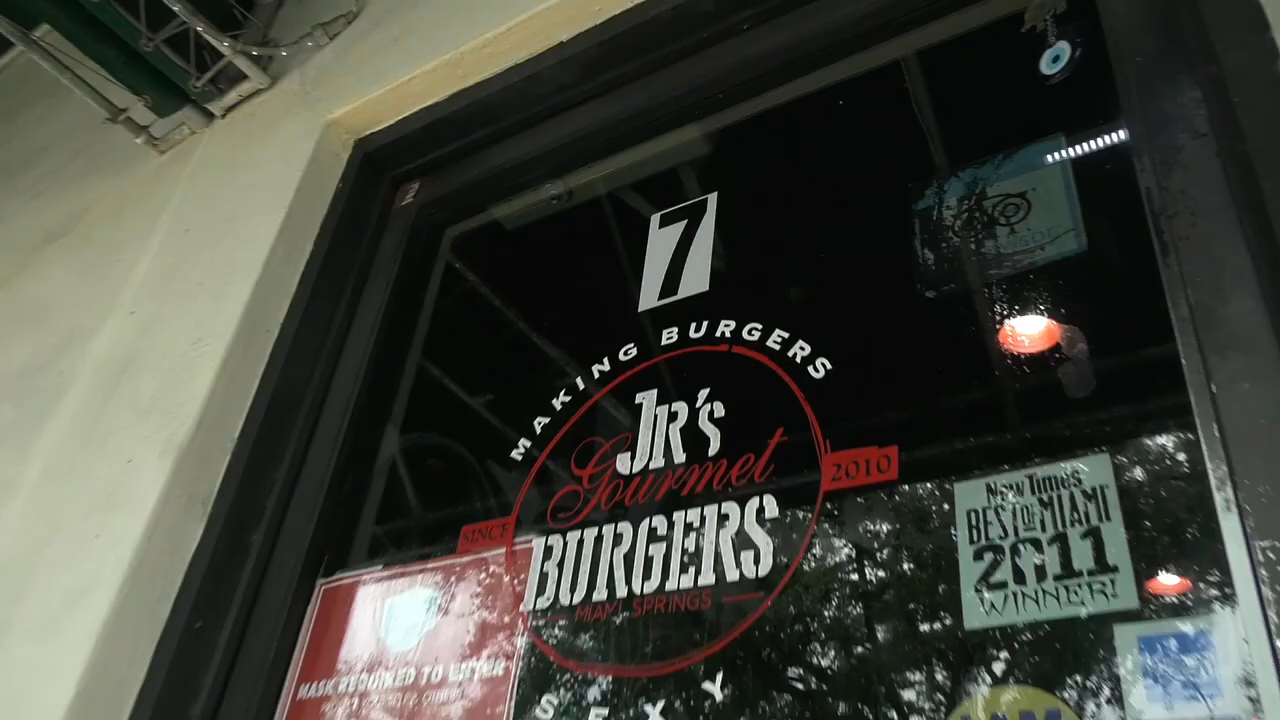 7
MAKING BURGERS
JR's
Gourmet
BURGERS
MIAMI SPRINGS
SINCE
2010
SEXY
New Times
BEST OF MIAMI
2011
WINNER!
MASK REQUIRED TO ENTER